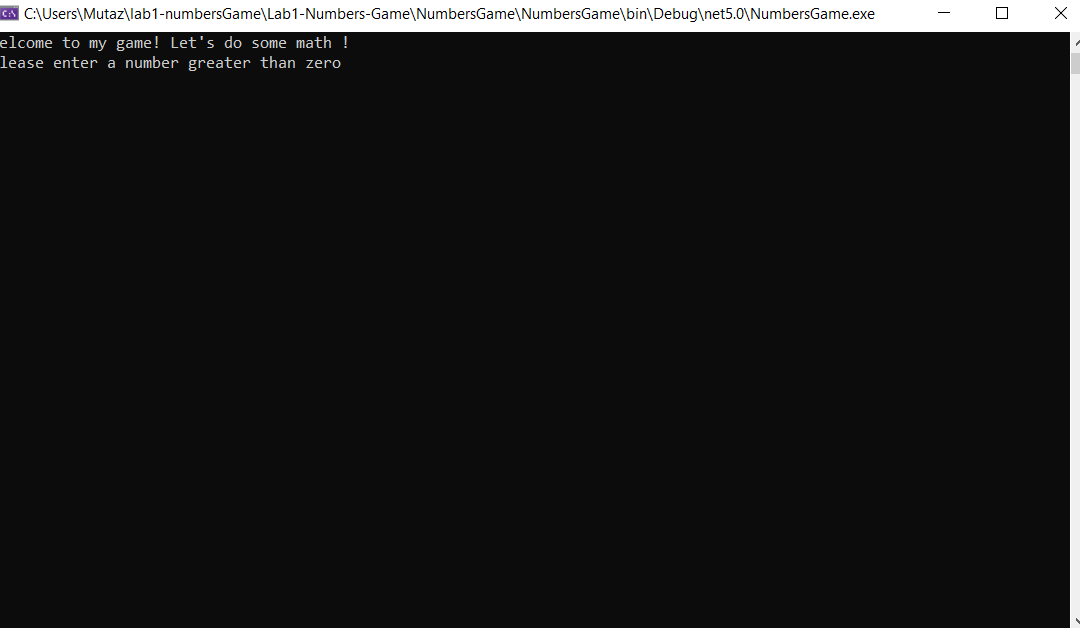 C:\Users\Mutaz\lab1-numbersGame\Lab1-Numbers-Game\NumbersGame\NumbersGame\bin\Debug\net5.0\NumbersGame.exe
elcome to my game! Let's do some math !
lease enter a number greater than zero